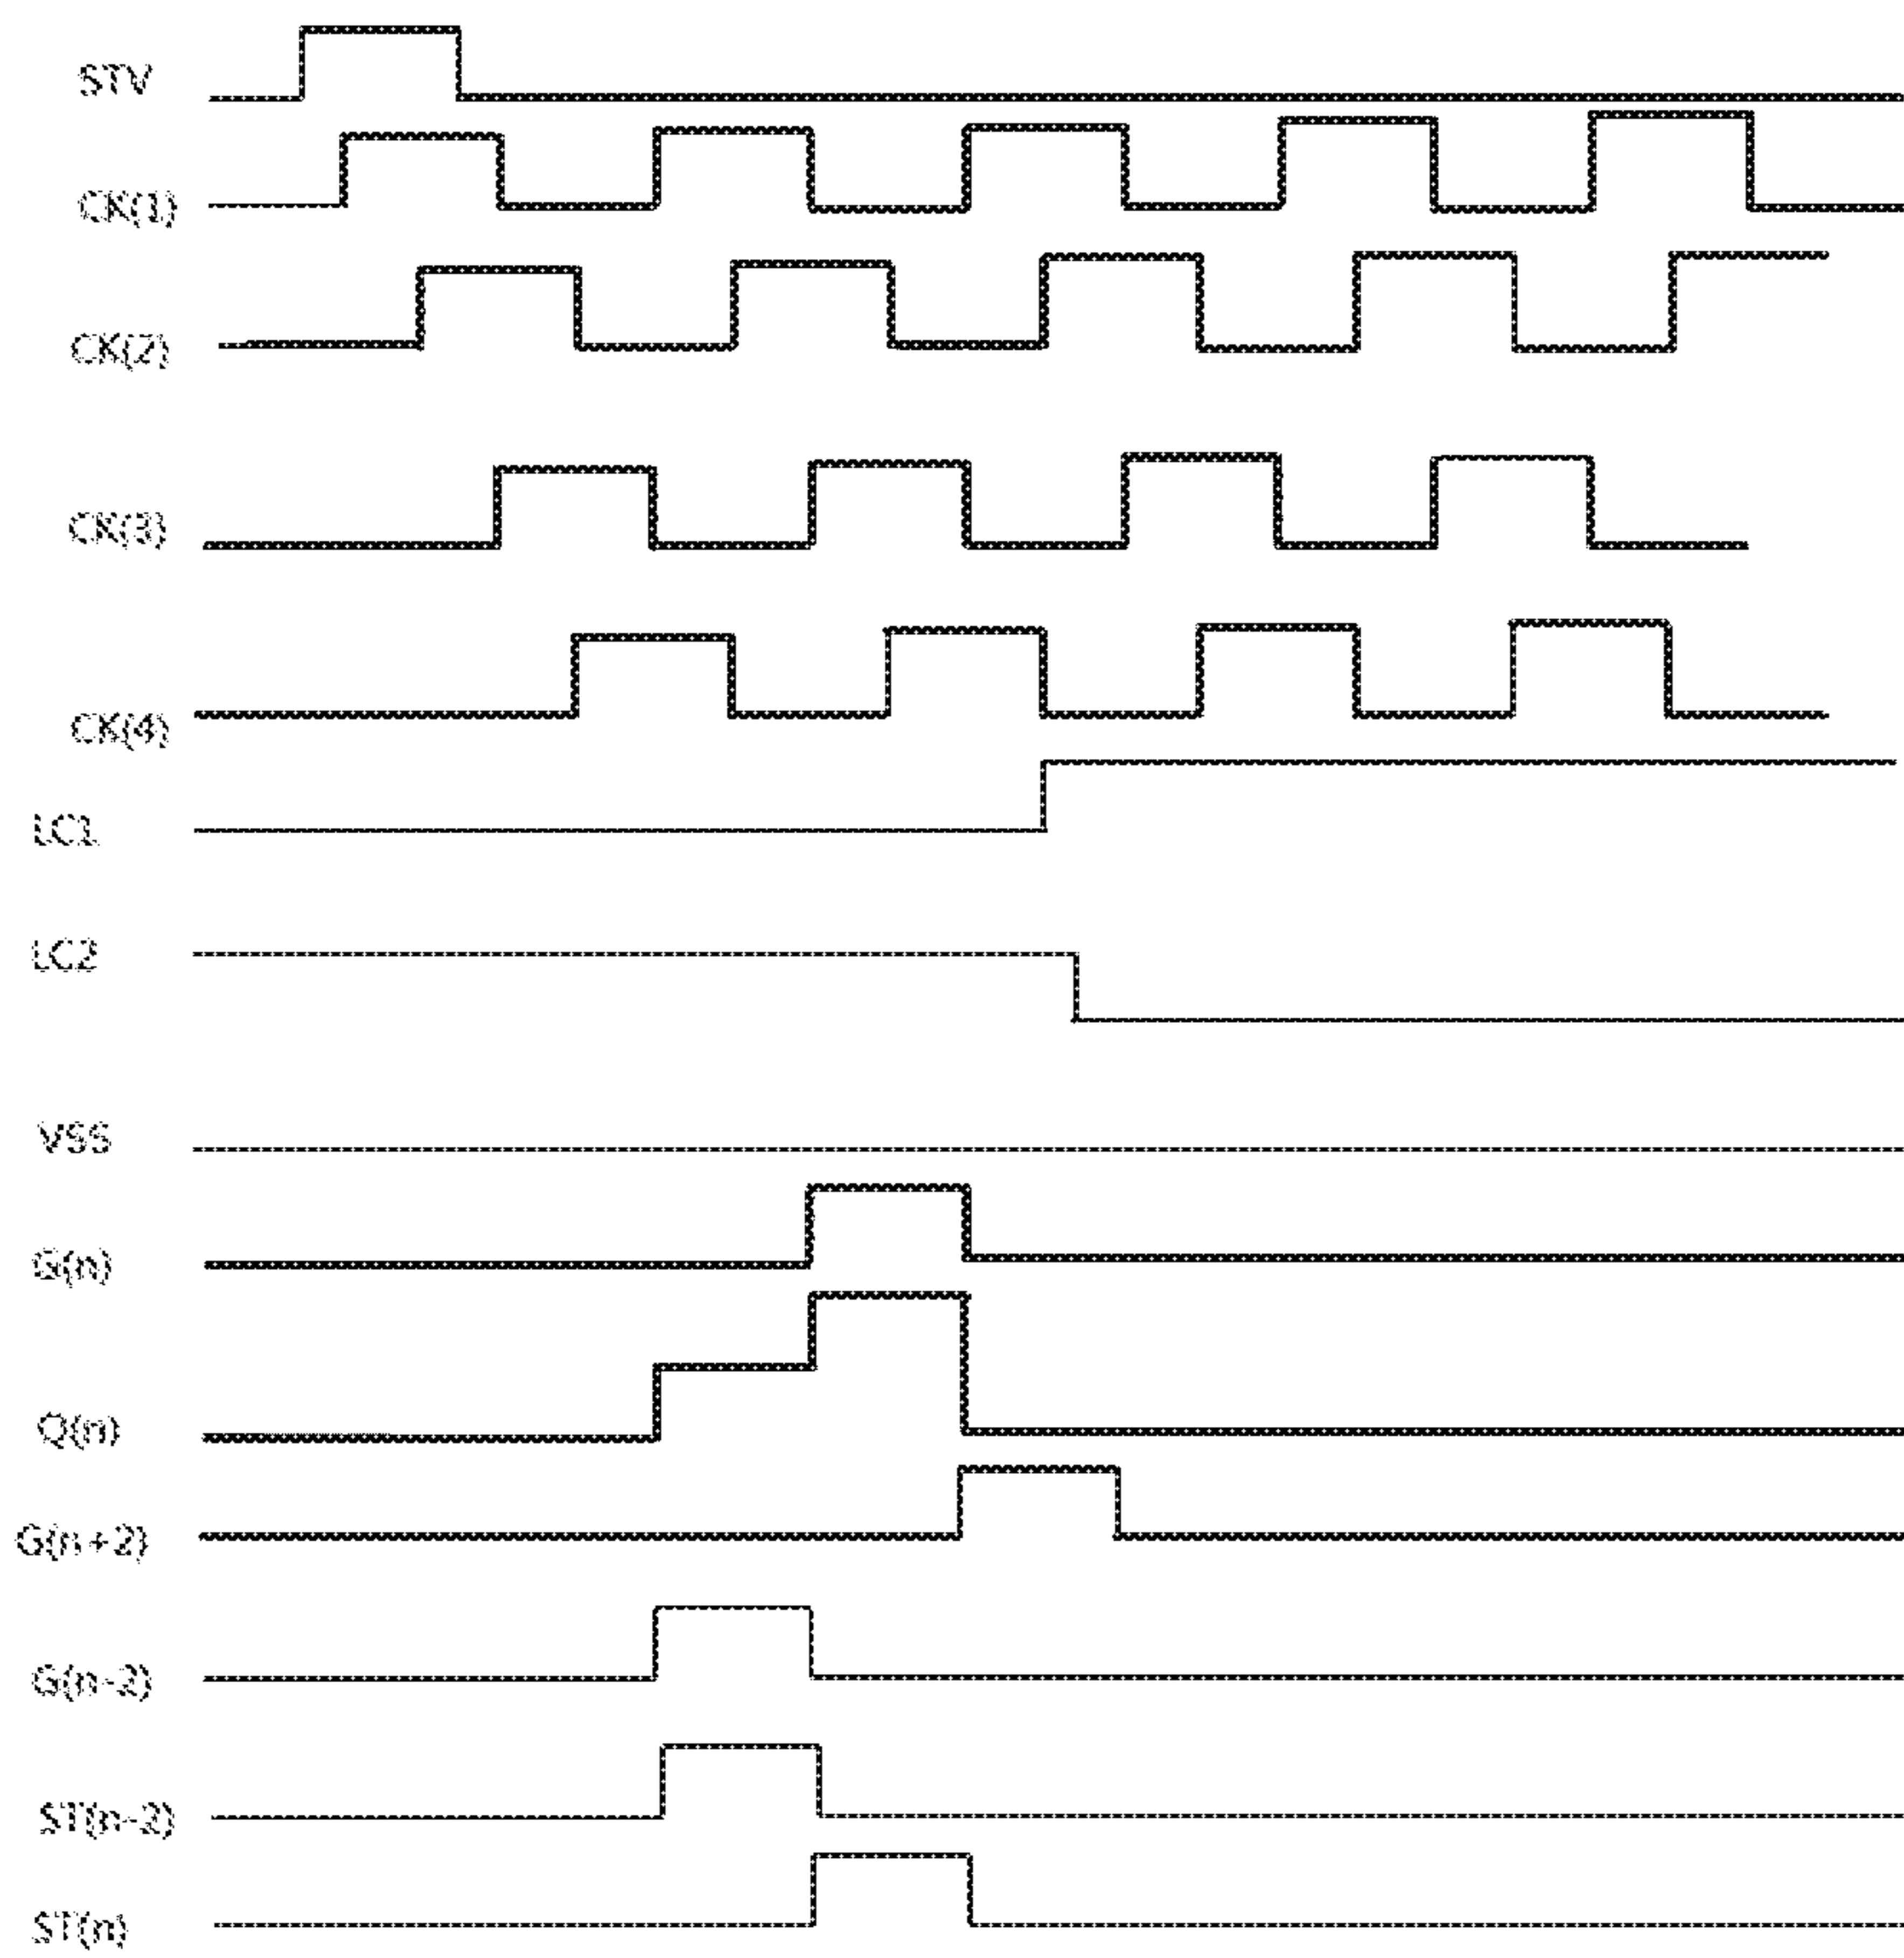 STV
CK(1)
CK(2)
CK(3)
CK(4)
LC1
LC2
VSS
G(n)
Q(n)
G(n+2)
G(n-2)
ST(n-2)
ST(n)